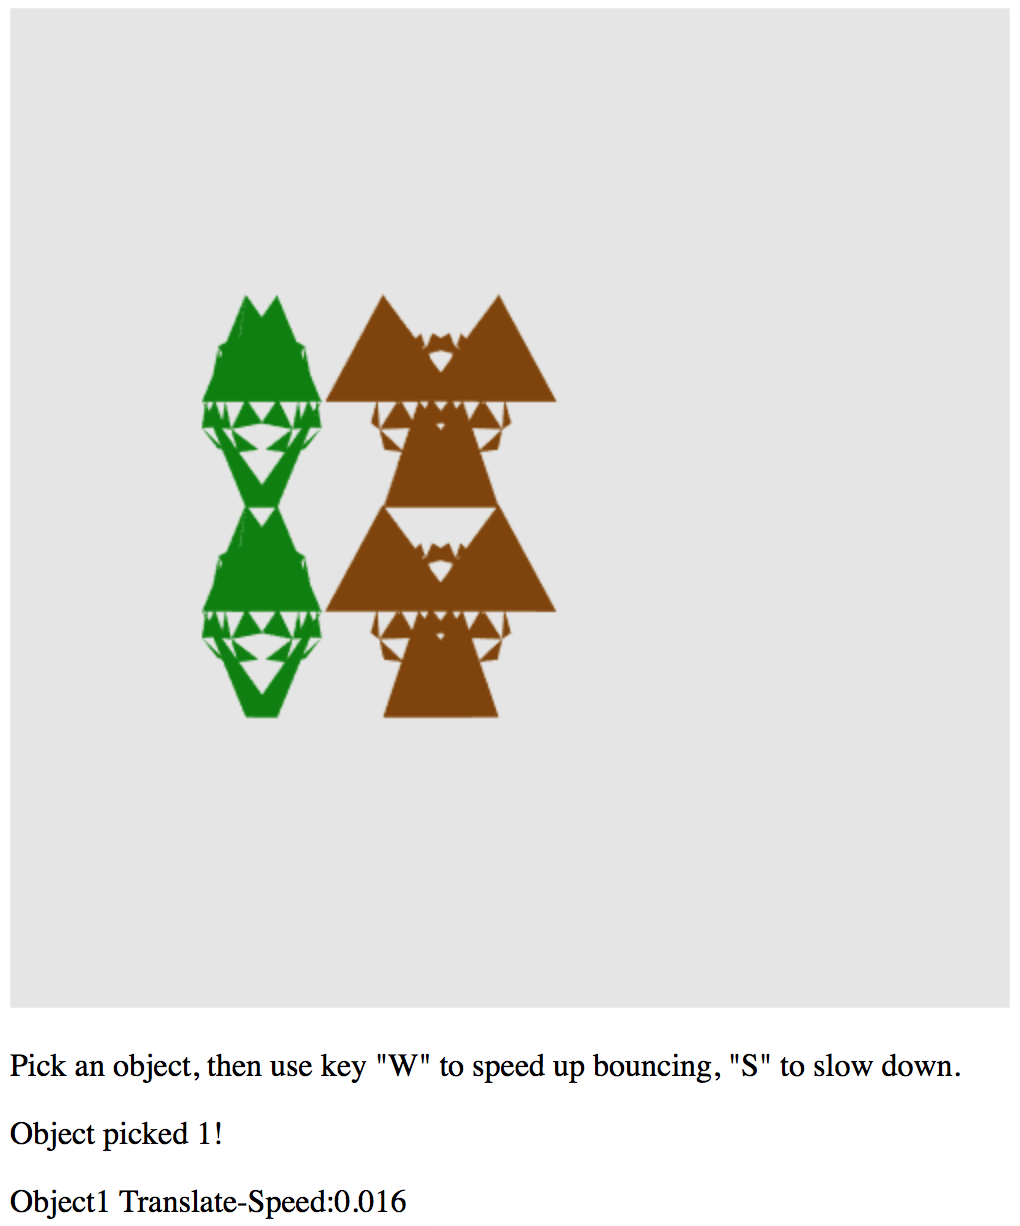 Pick an object, then use key "W" to speed up bouncing, "S" to slow down.
Object picked 1!
Object1 Translate-Speed:0.016